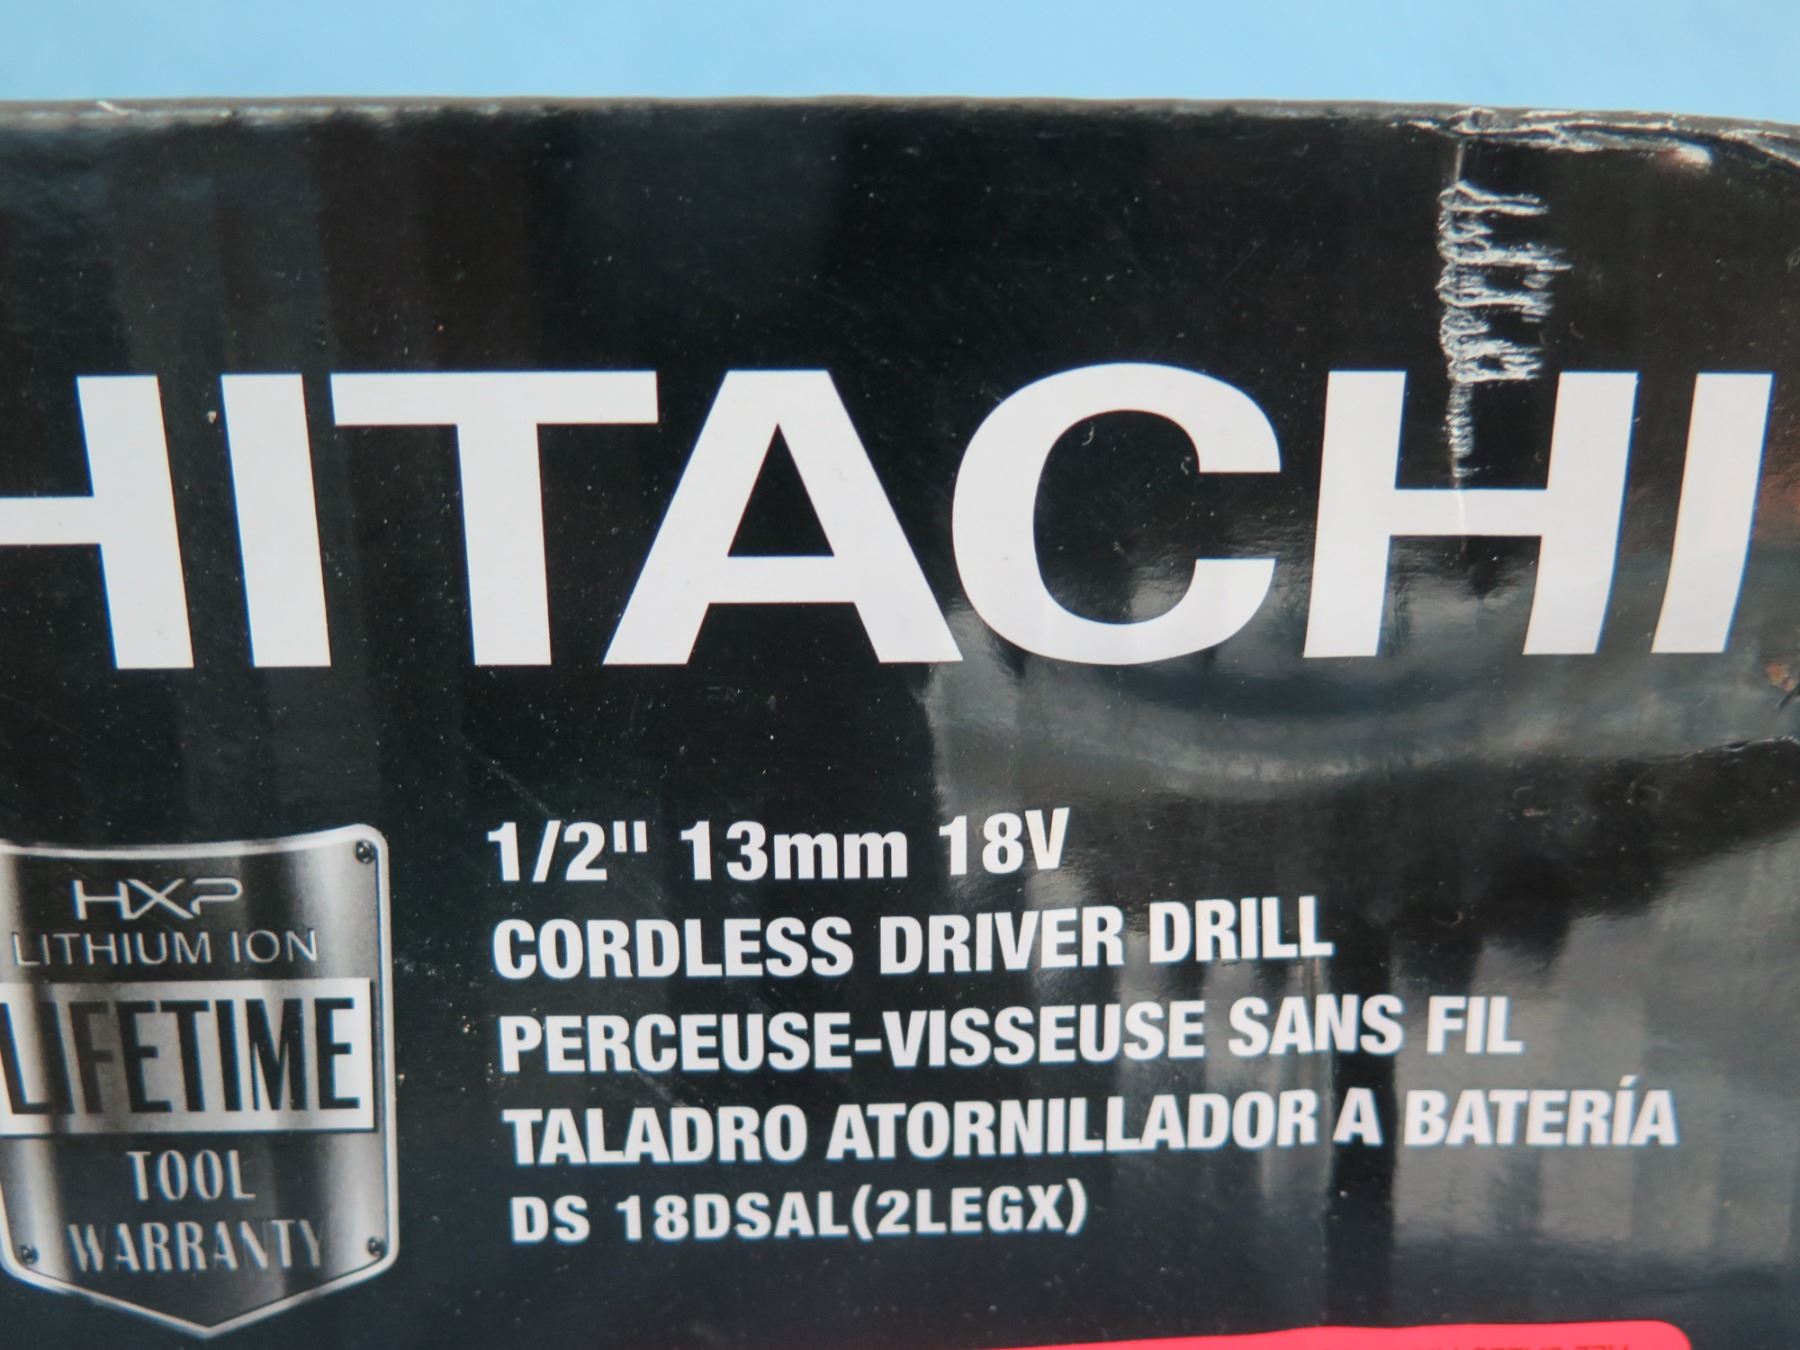 HITACHI
1/2" 13mm 18V
CORDLESS DRIVER DRILL
PERCEUSE-VISSEUSE SANS FIL
TALADRO ATORNILLADOR A BATERÍA
DS 18DSAL(2LEGX)
HXP
LITHIUM ION
LIFETIME
TOOL
WARRANTY